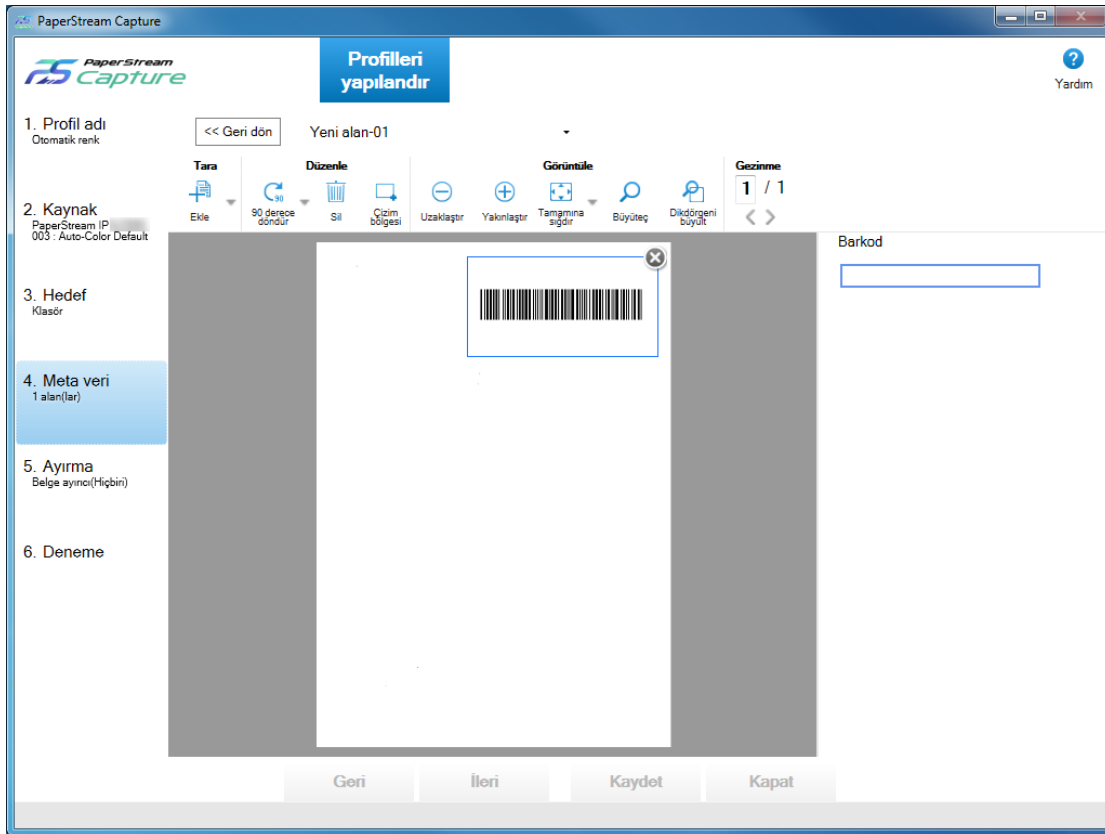 PaperStream Capture
PaperStream
Capture
Profilleri
yapılandır
?
Yardım
1. Profil adı
Otomatik renk
2. Kaynak
PaperStream IP
003 : Auto-Color Default
3. Hedef
Klasör
4. Meta veri
1 alan(lar)
5. Ayırma
Belge ayırıcı(Hiçbiri)
6. Deneme
<< Geri dön
Yeni alan-01
Tara
Düzenle
Görüntüle
Gezinme
90
1 / 1
Ekle
90 derece
döndür
Sil
Çizim
bölgesi
Uzaklaştır
Yakınlaştır
Tamamına
sığdır
Büyüteç
Dikdörgeni
büyült
Barkod
Geri
İleri
Kaydet
Kapat